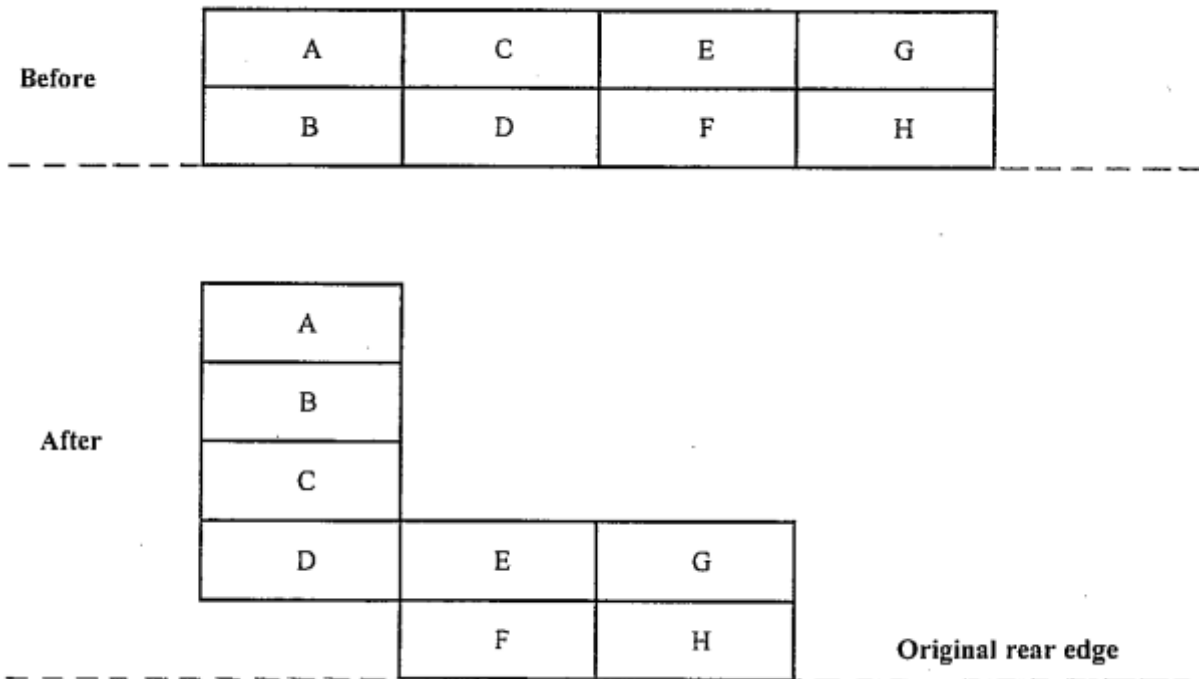 A C E G
Before
B D F H
A
B
After
C
D E G
F H
Original rear edge